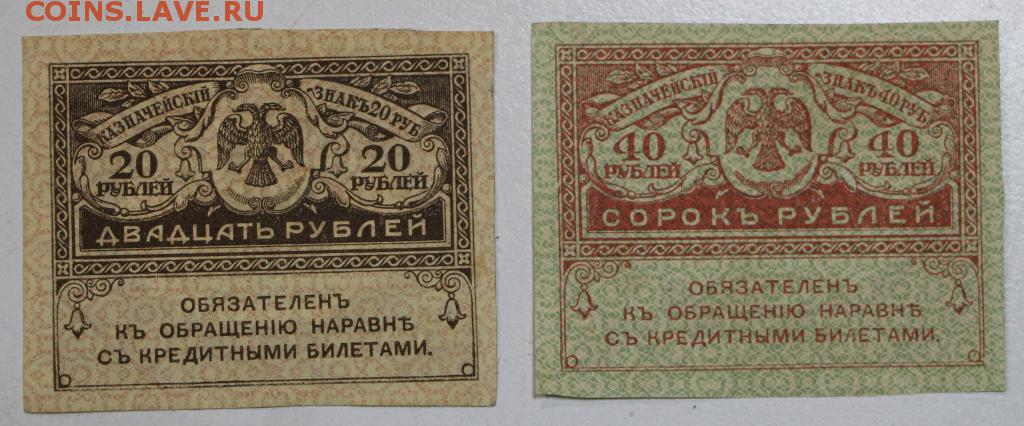 COINS.LAVE.RU
КАЗНАЧЕЙСКІЙ ЗНАКЪ 20 РУБ
20 РУБЛЕЙ
20 РУБЛЕЙ
ДВАДЦАТЬ РУБЛЕЙ
ОБЯЗАТЕЛЕНЪ
КЪ ОБРАЩЕНІЮ НАРАВНѢ
СЪ КРЕДИТНЫМИ БИЛЕТАМИ.
КАЗНАЧЕЙСКІЙ ЗНАКЪ 40 РУБ
40 РУБЛЕЙ
40 РУБЛЕЙ
СОРОКЪ РУБЛЕЙ
ОБЯЗАТЕЛЕНЪ
КЪ ОБРАЩЕНІЮ НАРАВНѢ
СЪ КРЕДИТНЫМИ БИЛЕТАМИ.